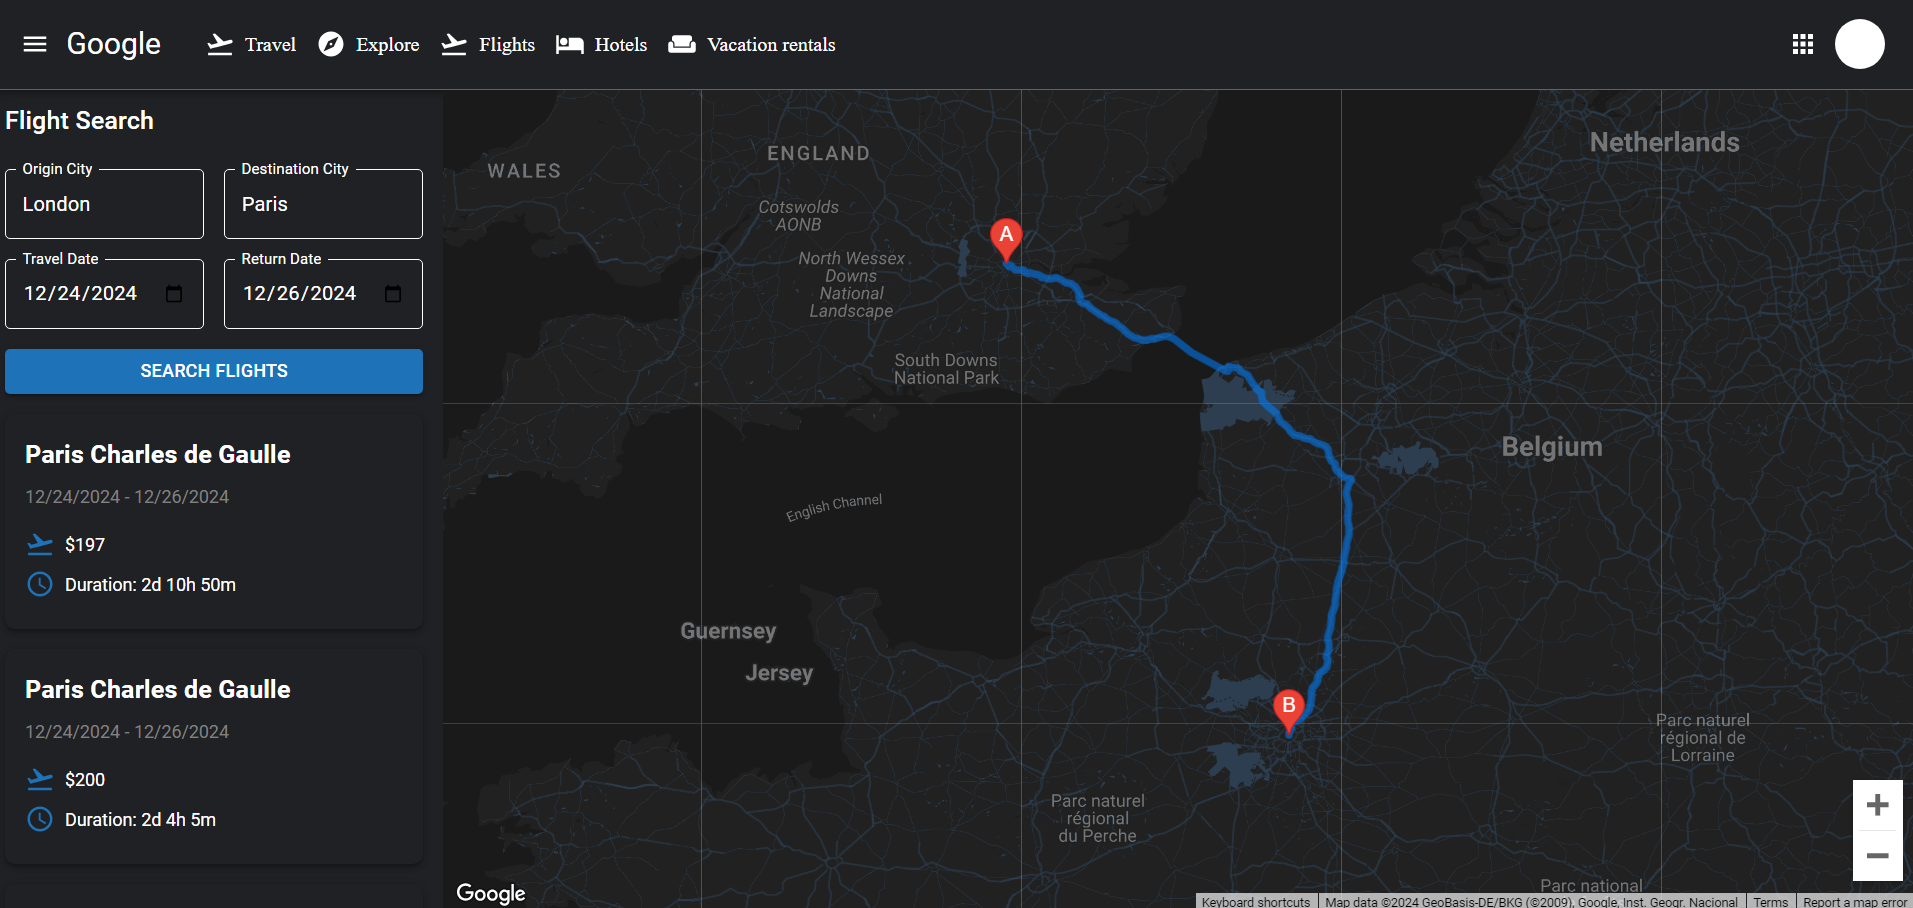 Google
Travel
Explore
Flights
Hotels
Vacation rentals
Flight Search
Origin City
London
Destination City
Paris
Travel Date
12/24/2024
Return Date
12/26/2024
SEARCH FLIGHTS
Paris Charles de Gaulle
12/24/2024 - 12/26/2024
$197
Duration: 2d 10h 50m
Paris Charles de Gaulle
12/24/2024 - 12/26/2024
$200
Duration: 2d 4h 5m
WALES
ENGLAND
Netherlands
Cotswolds
AONB
A
North Wessex
Downs
National
Landscape
South Downs
National Park
Belgium
English Channel
Guernsey
Jersey
B
Parc naturel
régional de
Lorraine
Parc naturel
régional
du Perche
Parc national
Google
Keyboard shortcuts
Map data ©2024 GeoBasis-DE/BKG (©2009), Google, Inst. Geogr. Nacional
Terms
Report a map error